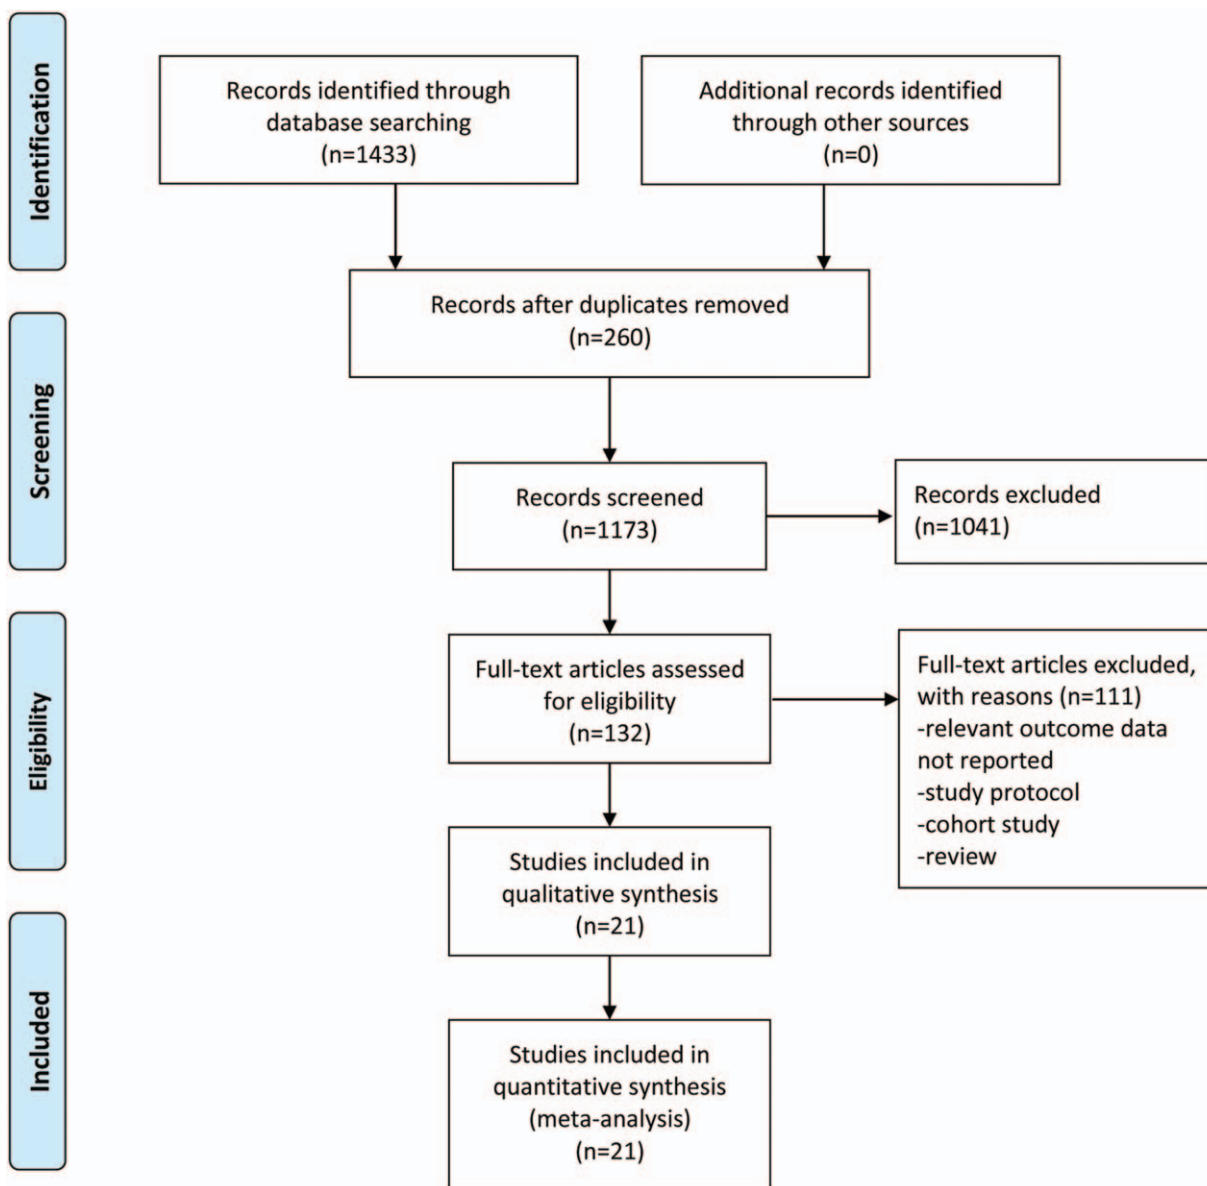 Identification
Records identified through
database searching
(n=1433)
Additional records identified
through other sources
(n=0)
Records after duplicates removed
(n=260)
Screening
Records screened
(n=1173)
Records excluded
(n=1041)
Eligibility
Full-text articles assessed
for eligibility
(n=132)
Full-text articles excluded,
with reasons (n=111)
-relevant outcome data
not reported
-study protocol
-cohort study
-review
Studies included in
qualitative synthesis
(n=21)
Included
Studies included in
quantitative synthesis
(meta-analysis)
(n=21)